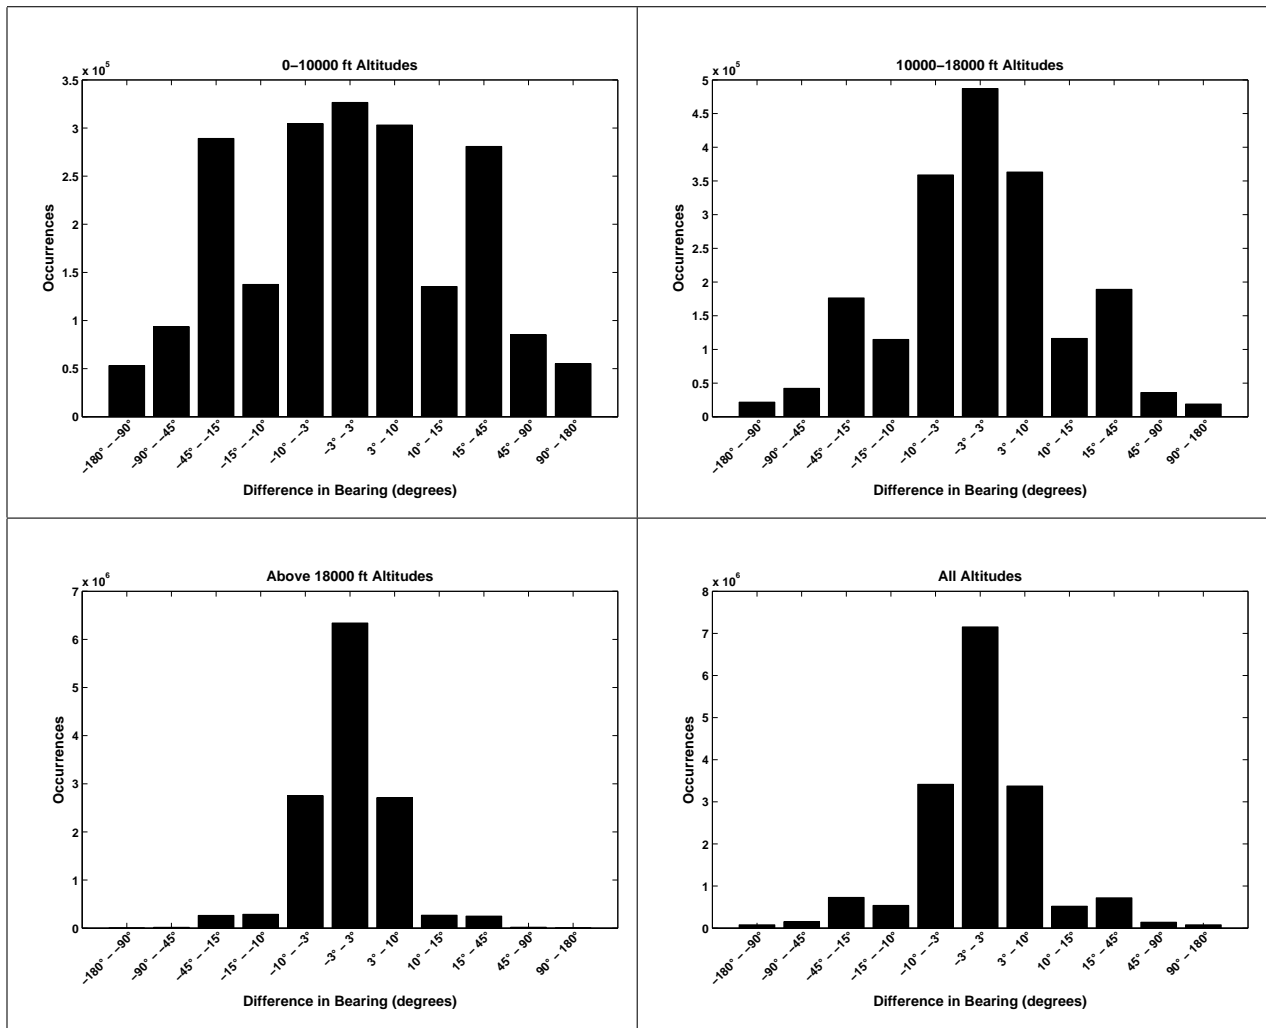 0−10000 ft Altitudes
x 10^5
3.5
3
2.5
2
1.5
1
0.5
0
Occurrences
−180° − −90°
−90° − −45°
−45° − −15°
−15° − −10°
−10° − −3°
−3° − 3°
3° − 10°
10° − 15°
15° − 45°
45° − 90°
90° − 180°
Difference in Bearing (degrees)
10000−18000 ft Altitudes
x 10^5
5
4.5
4
3.5
3
2.5
2
1.5
1
0.5
0
Occurrences
−180° − −90°
−90° − −45°
−45° − −15°
−15° − −10°
−10° − −3°
−3° − 3°
3° − 10°
10° − 15°
15° − 45°
45° − 90°
90° − 180°
Difference in Bearing (degrees)
Above 18000 ft Altitudes
x 10^6
7
6
5
4
3
2
1
0
Occurrences
−180° − −90°
−90° − −45°
−45° − −15°
−15° − −10°
−10° − −3°
−3° − 3°
3° − 10°
10° − 15°
15° − 45°
45° − 90°
90° − 180°
Difference in Bearing (degrees)
All Altitudes
x 10^6
8
7
6
5
4
3
2
1
0
Occurrences
−180° − −90°
−90° − −45°
−45° − −15°
−15° − −10°
−10° − −3°
−3° − 3°
3° − 10°
10° − 15°
15° − 45°
45° − 90°
90° − 180°
Difference in Bearing (degrees)